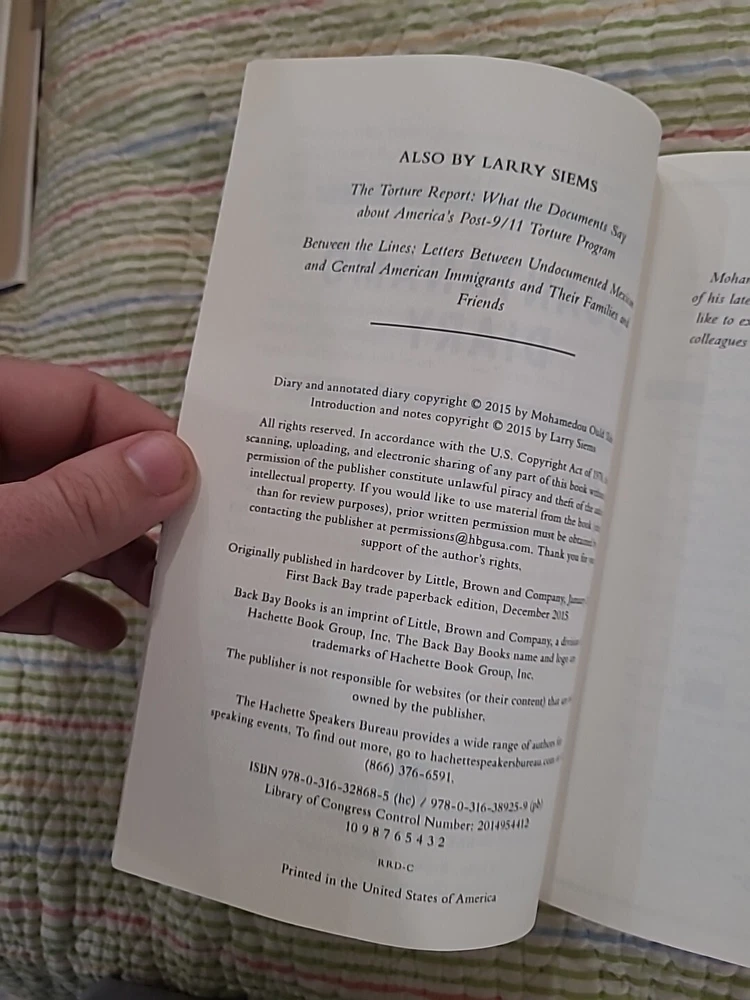 ALSO BY LARRY SIEMS
The Torture Report: What the Documents Say
about America's Post-9/11 Torture Program
Between the Lines: Letters Between Undocumented Mexican
and Central American Immigrants and Their Families and
Friends
DIARY
Diary and annotated diary copyright © 2015 by Mohamedou Ould
Introduction and notes copyright © 2015 by Larry Siems
All rights reserved. In accordance with the U.S. Copyright Act of 1976,
scanning, uploading, and electronic sharing of any part of this book without
permission of the publisher constitute unlawful piracy and theft of the
intellectual property. If you would like to use material from the book
than for review purposes), prior written permission must be obtained
contacting the publisher at permissions@hbgusa.com. Thank you for
support of the author's rights.
Originally published in hardcover by Little, Brown and Company,
First Back Bay trade paperback edition, December 2015
Back Bay Books is an imprint of Little, Brown and Company, a division
Hachette Book Group, Inc. The Back Bay Books name and logo
trademarks of Hachette Book Group, Inc.
The publisher is not responsible for websites (or their content) that
owned by the publisher.
The Hachette Speakers Bureau provides a wide range of authors
speaking events. To find out more, go to hachettespeakersbureau.com
(866) 376-6591.
ISBN 978-0-316-32868-5 (hc) / 978-0-316-38925-9 (pb)
Library of Congress Control Number: 2014954412
10 9 8 7 6 5 4 3 2
RRD-C
Printed in the United States of America
of his late
like to
colleagues